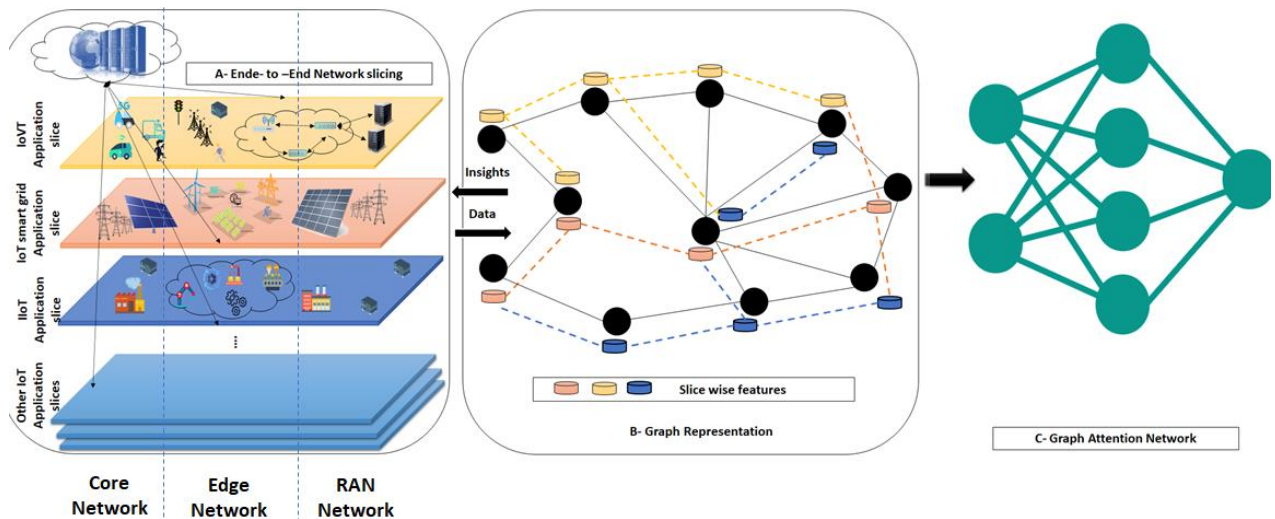 A- Ende- to –End Network slicing
5G
IoVT
Application
slice
IoT smart grid
Application
slice
IIoT
Application
slice
Other IoT
Application
slices
Core
Network
Edge
Network
RAN
Network
Insights
Data
Slice wise features
B- Graph Representation
C- Graph Attention Network